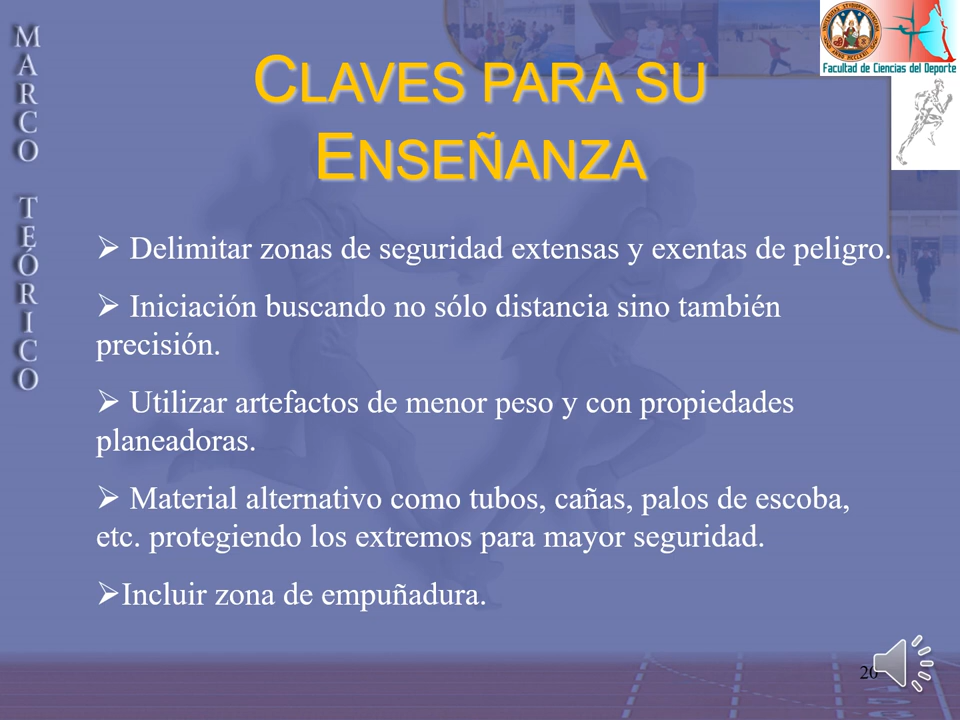 MARCO TEÓRICO
CLAVES PARA SU
ENSEÑANZA
Facultad de Ciencias del Deporte
➢ Delimitar zonas de seguridad extensas y exentas de peligro.
➢ Iniciación buscando no sólo distancia sino también
precisión.
➢ Utilizar artefactos de menor peso y con propiedades
planeadoras.
➢ Material alternativo como tubos, cañas, palos de escoba,
etc. protegiendo los extremos para mayor seguridad.
➢Incluir zona de empuñadura.